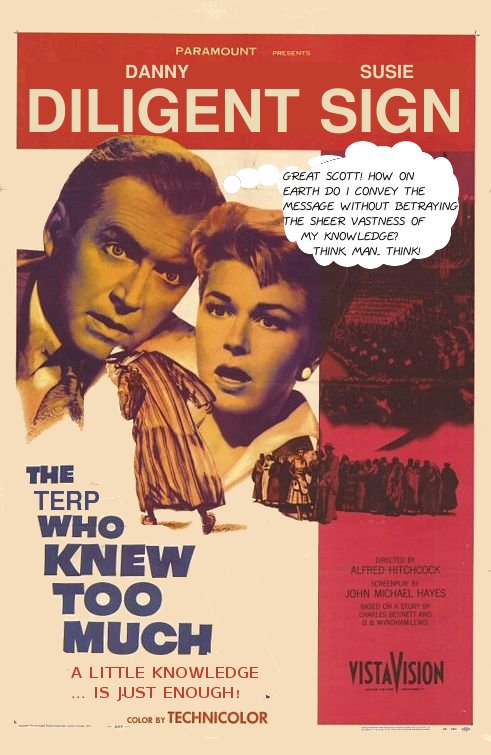 PARAMOUNT PRESENTS
DANNY SUSIE
DILIGENT SIGN
GREAT SCOTT! HOW ON
EARTH DO I CONVEY THE
MESSAGE WITHOUT BETRAYING
THE SHEER VASTNESS OF
MY KNOWLEDGE?
THINK, MAN.. THINK!
THE
TERP
WHO
KNEW
TOO
MUCH
A LITTLE KNOWLEDGE
... IS JUST ENOUGH!
COLOR BY TECHNICOLOR
DIRECTED BY
ALFRED HITCHCOCK
SCREENPLAY BY
JOHN MICHAEL HAYES
BASED ON A STORY BY
CHARLES BENNETT AND
D. B. WYNDHAM-LEWIS
VISTAVISION